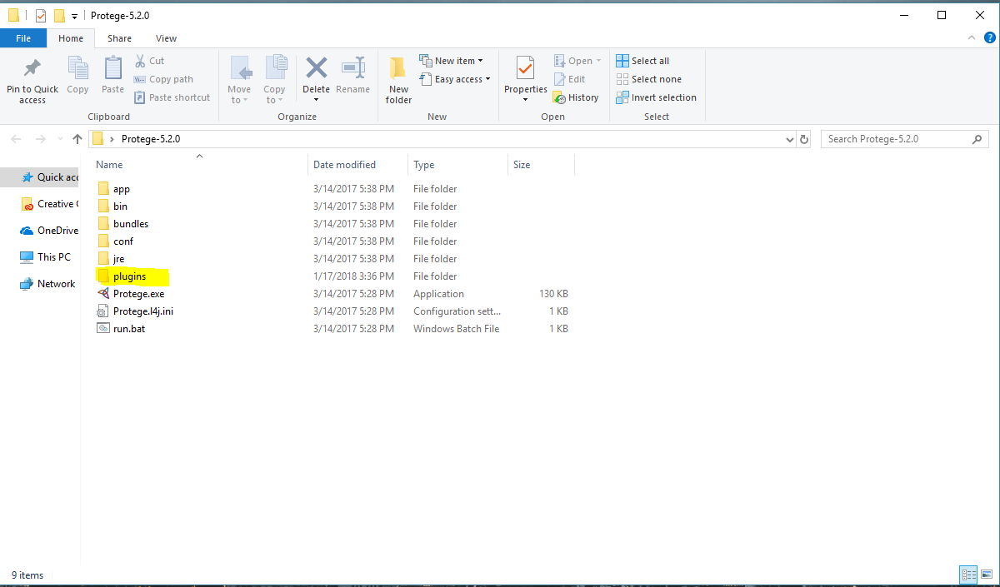 Protege-5.2.0
File Home Share View
Pin to Quick access
Copy
Paste
Cut
Copy path
Paste shortcut
Clipboard
Move to
Copy to
Delete
Rename
Organize
New folder
New item
Easy access
New
Properties
Open
Edit
History
Open
Select all
Select none
Invert selection
Select
Protege-5.2.0
Search Protege-5.2.0
Quick acc
Creative C
OneDrive
This PC
Network
Name Date modified Type Size
app 3/14/2017 5:38 PM File folder
bin 3/14/2017 5:38 PM File folder
bundles 3/14/2017 5:38 PM File folder
conf 3/14/2017 5:38 PM File folder
jre 3/14/2017 5:38 PM File folder
plugins 1/17/2018 3:36 PM File folder
Protege.exe 3/14/2017 5:28 PM Application 130 KB
Protege.l4j.ini 3/14/2017 5:28 PM Configuration sett... 1 KB
run.bat 3/14/2017 5:28 PM Windows Batch File 1 KB
9 items